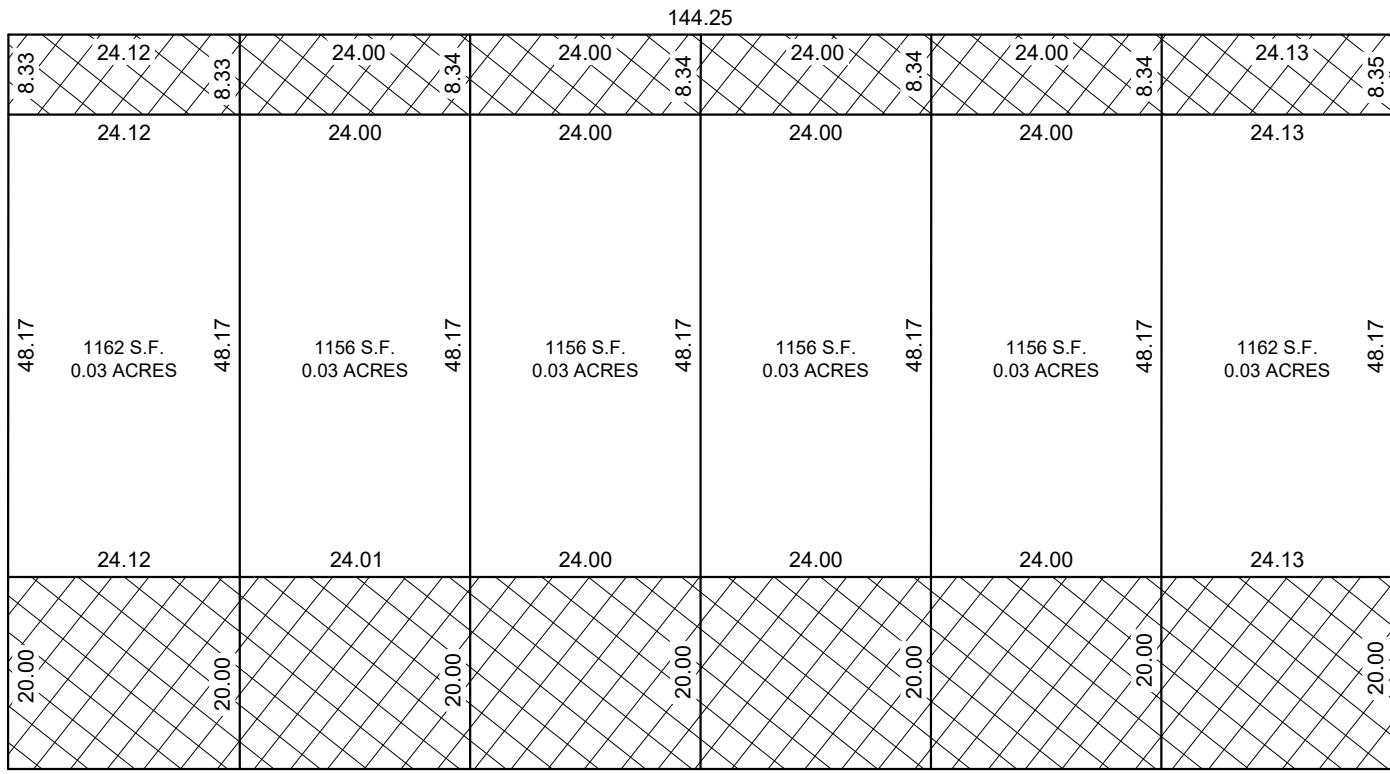 144.25
8.33 24.12 8.33 24.00 8.34 24.00 8.34 24.00 8.34 24.00 8.34 24.13 8.35
24.12 24.00 24.00 24.00 24.00 24.13
48.17 1162 S.F. 48.17 1156 S.F. 48.17 1156 S.F. 48.17 1156 S.F. 48.17 1156 S.F. 48.17 1162 S.F. 48.17
0.03 ACRES 0.03 ACRES 0.03 ACRES 0.03 ACRES 0.03 ACRES 0.03 ACRES
24.12 24.01 24.00 24.00 24.00 24.13
20.00 20.00 20.00 20.00 20.00 20.00 20.00